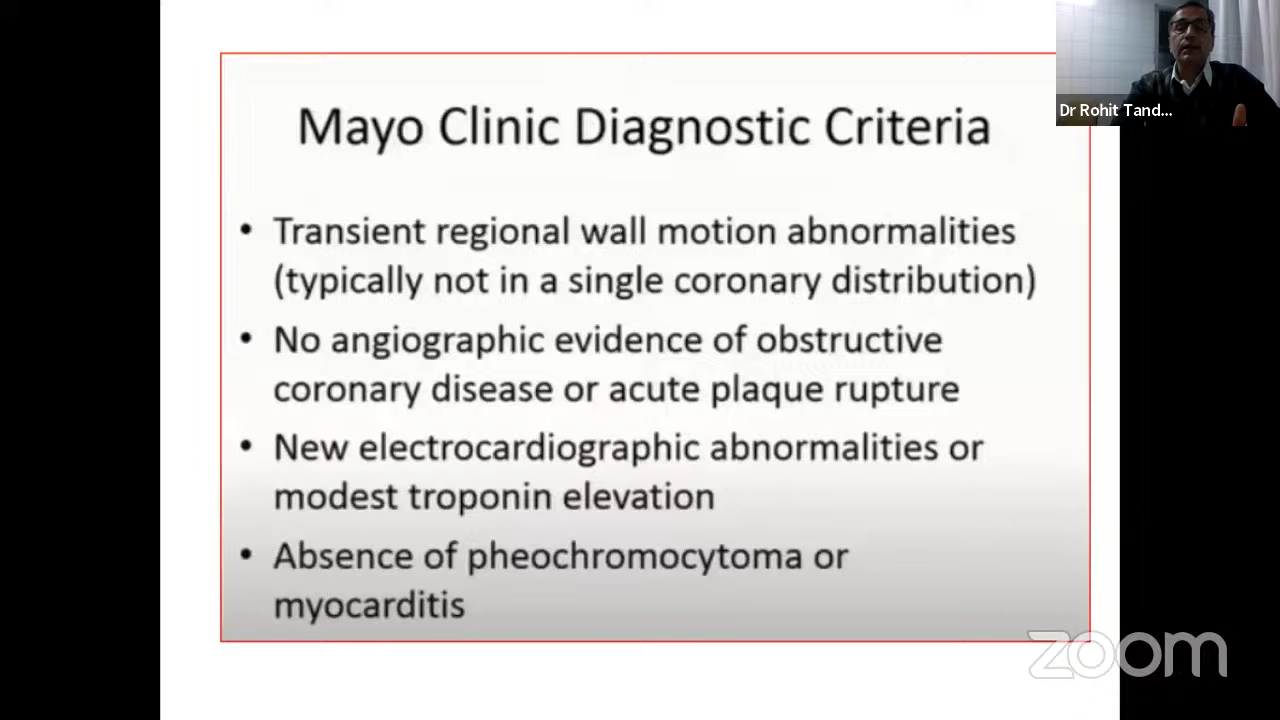 Mayo Clinic Diagnostic Criteria
• Transient regional wall motion abnormalities
(typically not in a single coronary distribution)
• No angiographic evidence of obstructive
coronary disease or acute plaque rupture
• New electrocardiographic abnormalities or
modest troponin elevation
• Absence of pheochromocytoma or
myocarditis
Dr Rohit Tand...
zoom